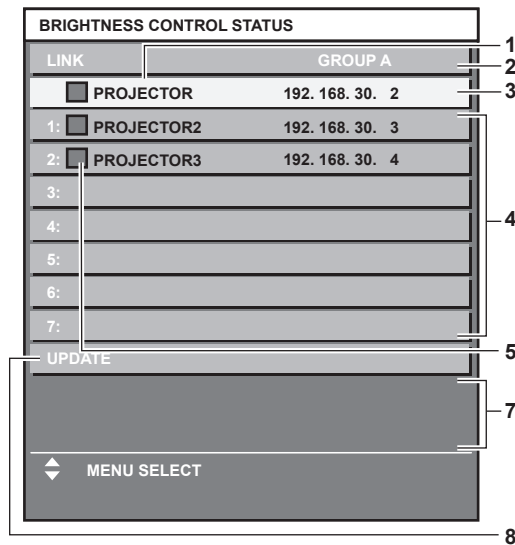 BRIGHTNESS CONTROL STATUS
1
LINK GROUP A 2
PROJECTOR 192. 168. 30. 2 3
1: PROJECTOR2 192. 168. 30. 3
2: PROJECTOR3 192. 168. 30. 4
3:
4: 4
5:
6:
7:
UPDATE 5
7
MENU SELECT
8